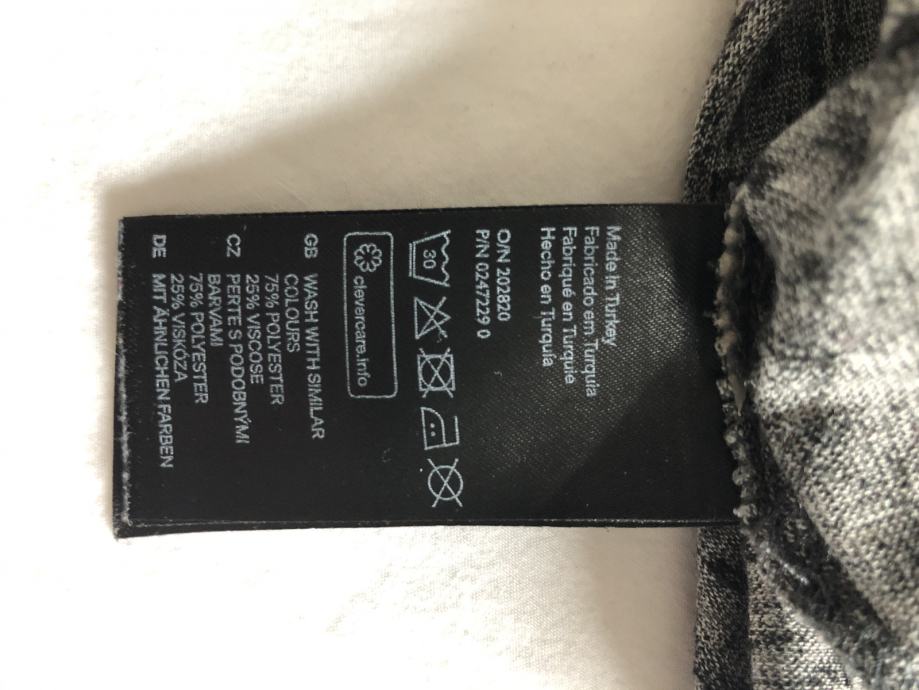 Made in Turkey
Fabricado em Turquia
Fabriqué en Turquie
Hecho en Turquía
O/N 202820
P/N 0247229 0
30
clevercare.info
GB WASH WITH SIMILAR
COLOURS
75% POLYESTER
25% VISCOSE
CZ PERTE S PODOBNÝMI
BARVAMI
75% POLYESTER
25% VISKÓZA
DE MIT ÄHNLICHEN FARBEN